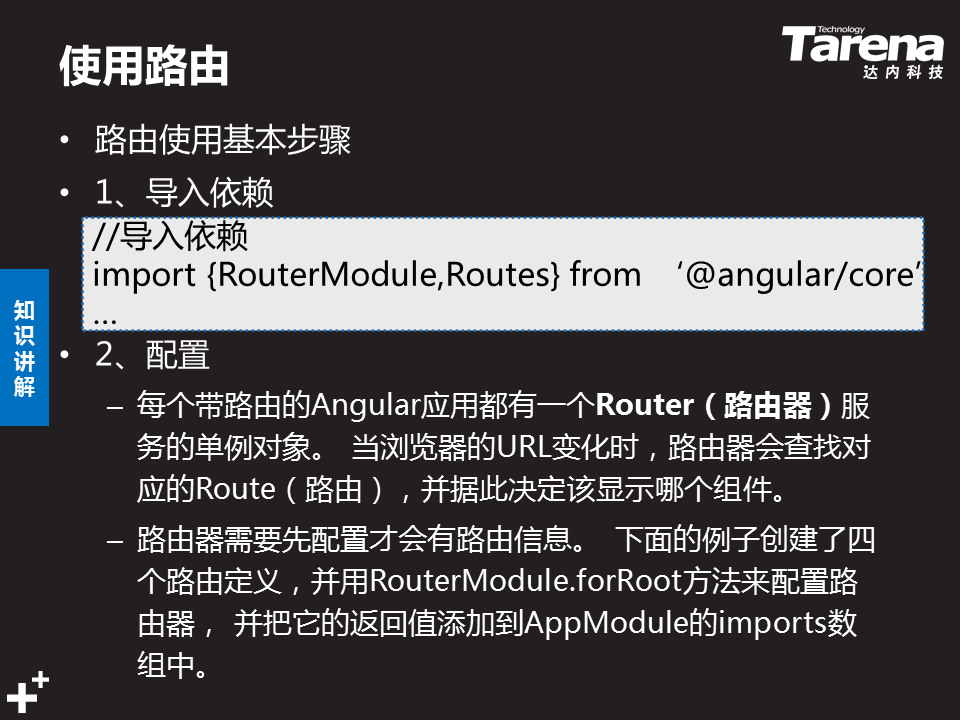 使用路由
Technology
Tarena
达内科技
• 路由使用基本步骤
• 1、导入依赖
//导入依赖
import {RouterModule,Routes} from ‘@angular/core’
…
知
识
讲
解
• 2、配置
– 每个带路由的Angular应用都有一个Router（路由器）服
务的单例对象。 当浏览器的URL变化时，路由器会查找对
应的Route（路由），并据此决定该显示哪个组件。
– 路由器需要先配置才会有路由信息。 下面的例子创建了四
个路由定义，并用RouterModule.forRoot方法来配置路
由器， 并把它的返回值添加到AppModule的imports数
组中。